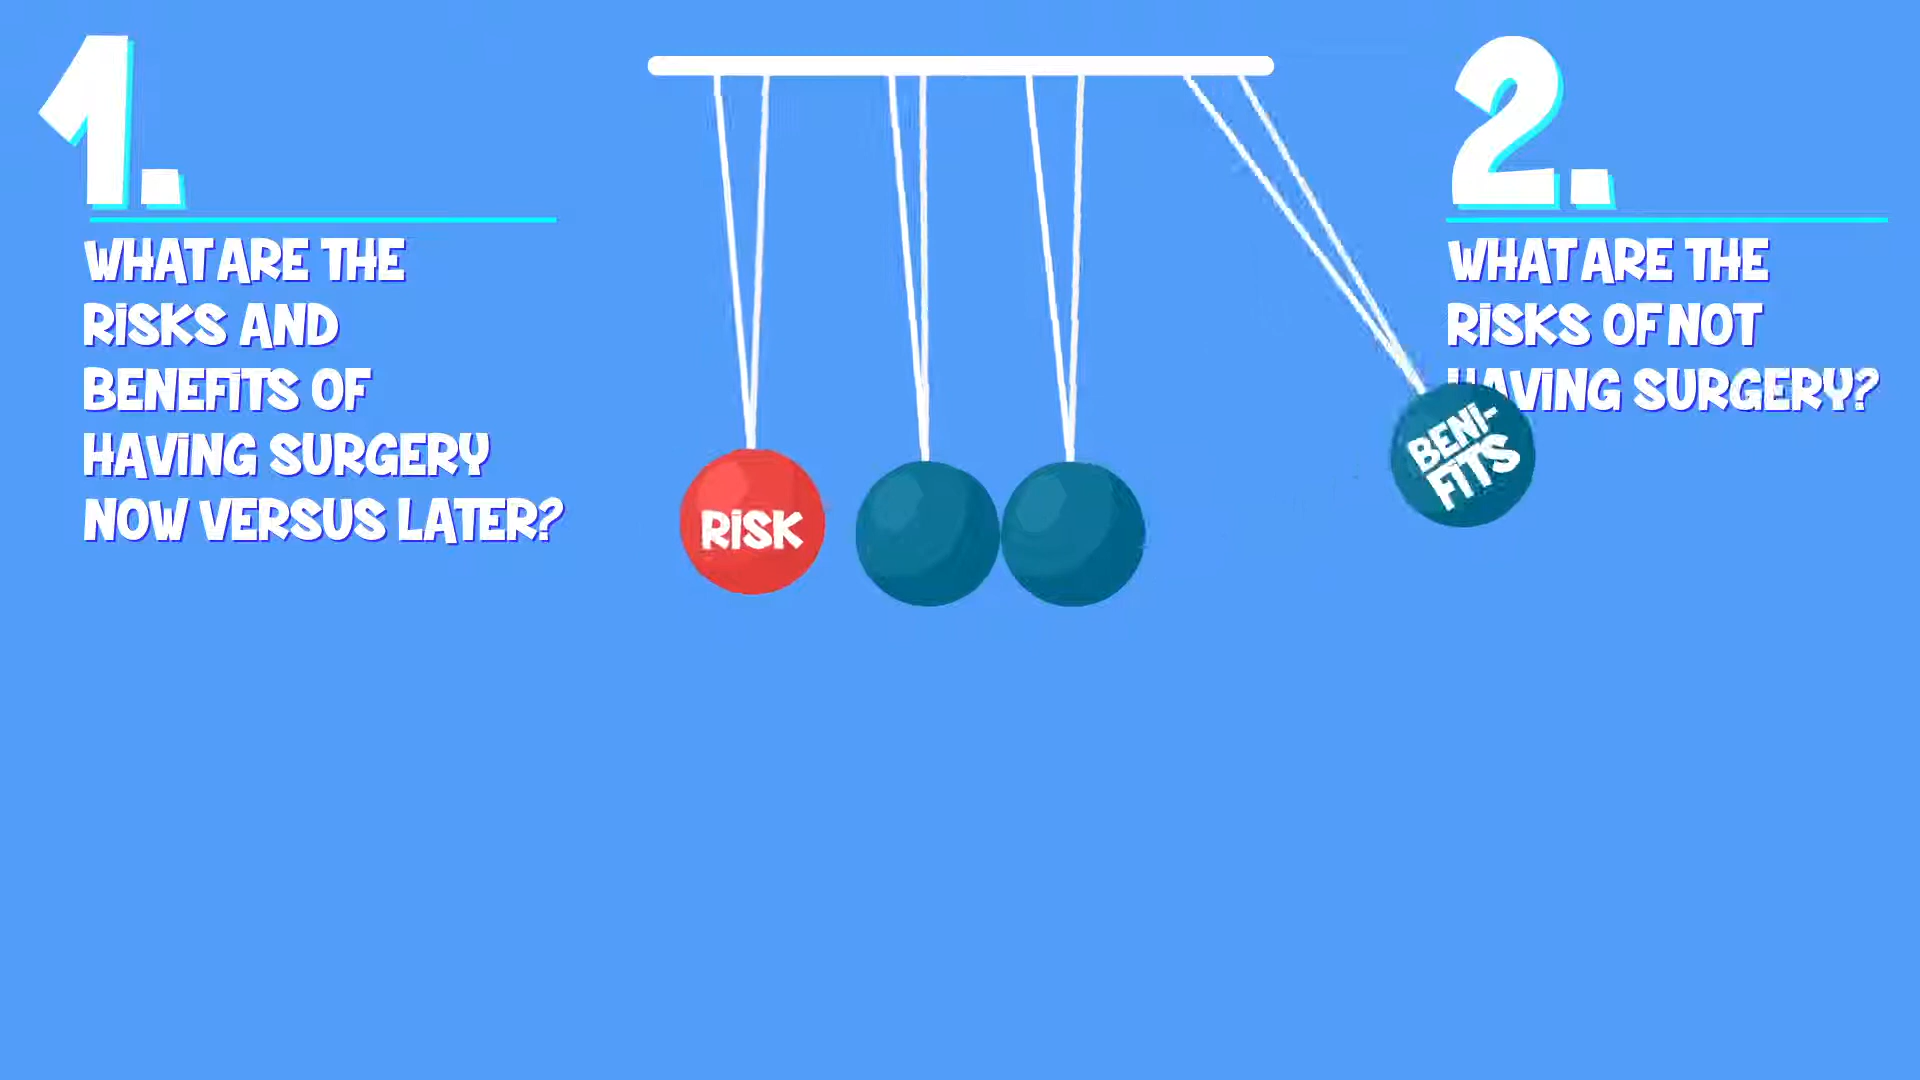 1.
WHAT ARE THE
RISKS AND
BENEFITS OF
HAVING SURGERY
NOW VERSUS LATER?
RISK
BENI-
FITS
2.
WHAT ARE THE
RISKS OF NOT
HAVING SURGERY?